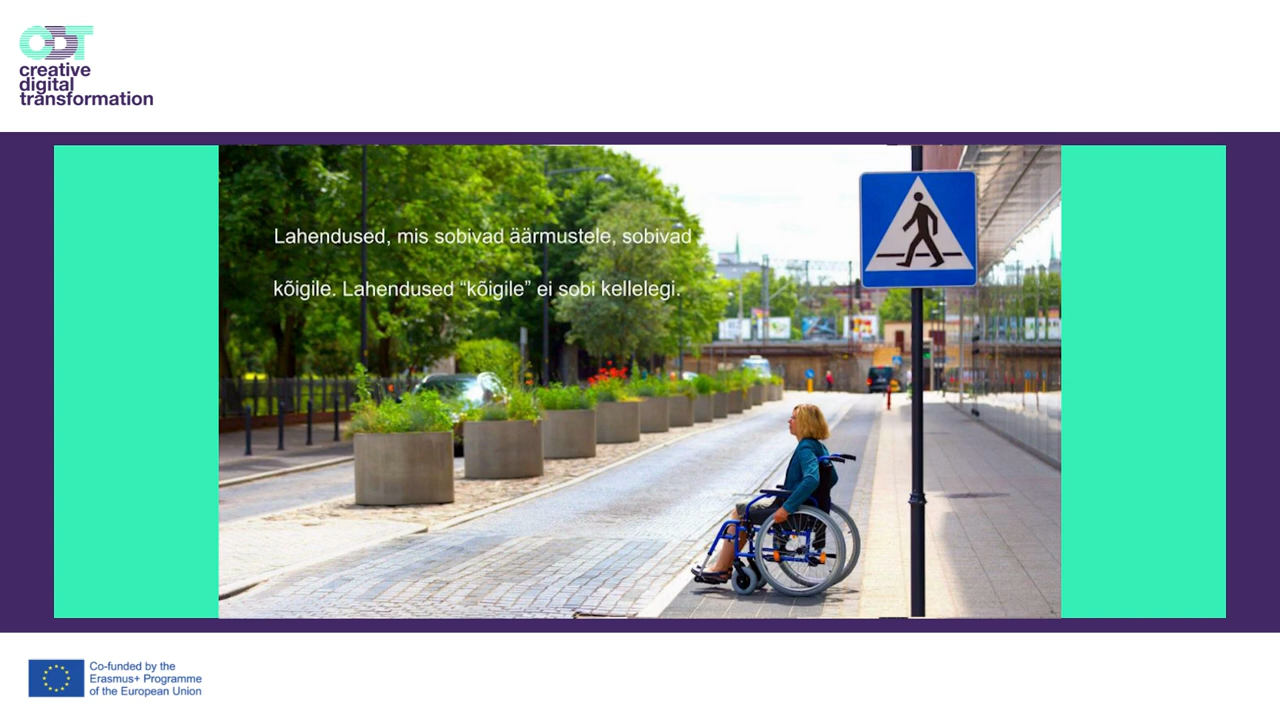 CDT
creative
digital
transformation
Lahendused, mis sobivad äärmustele, sobivad
kõigile. Lahendused “kõigile” ei sobi kellelegi.
Co-funded by the
Erasmus+ Programme
of the European Union